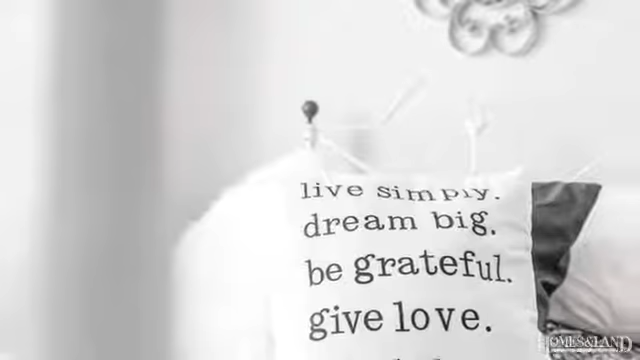 live simply.
dream big.
be grateful.
give love.
HOMES&LAND